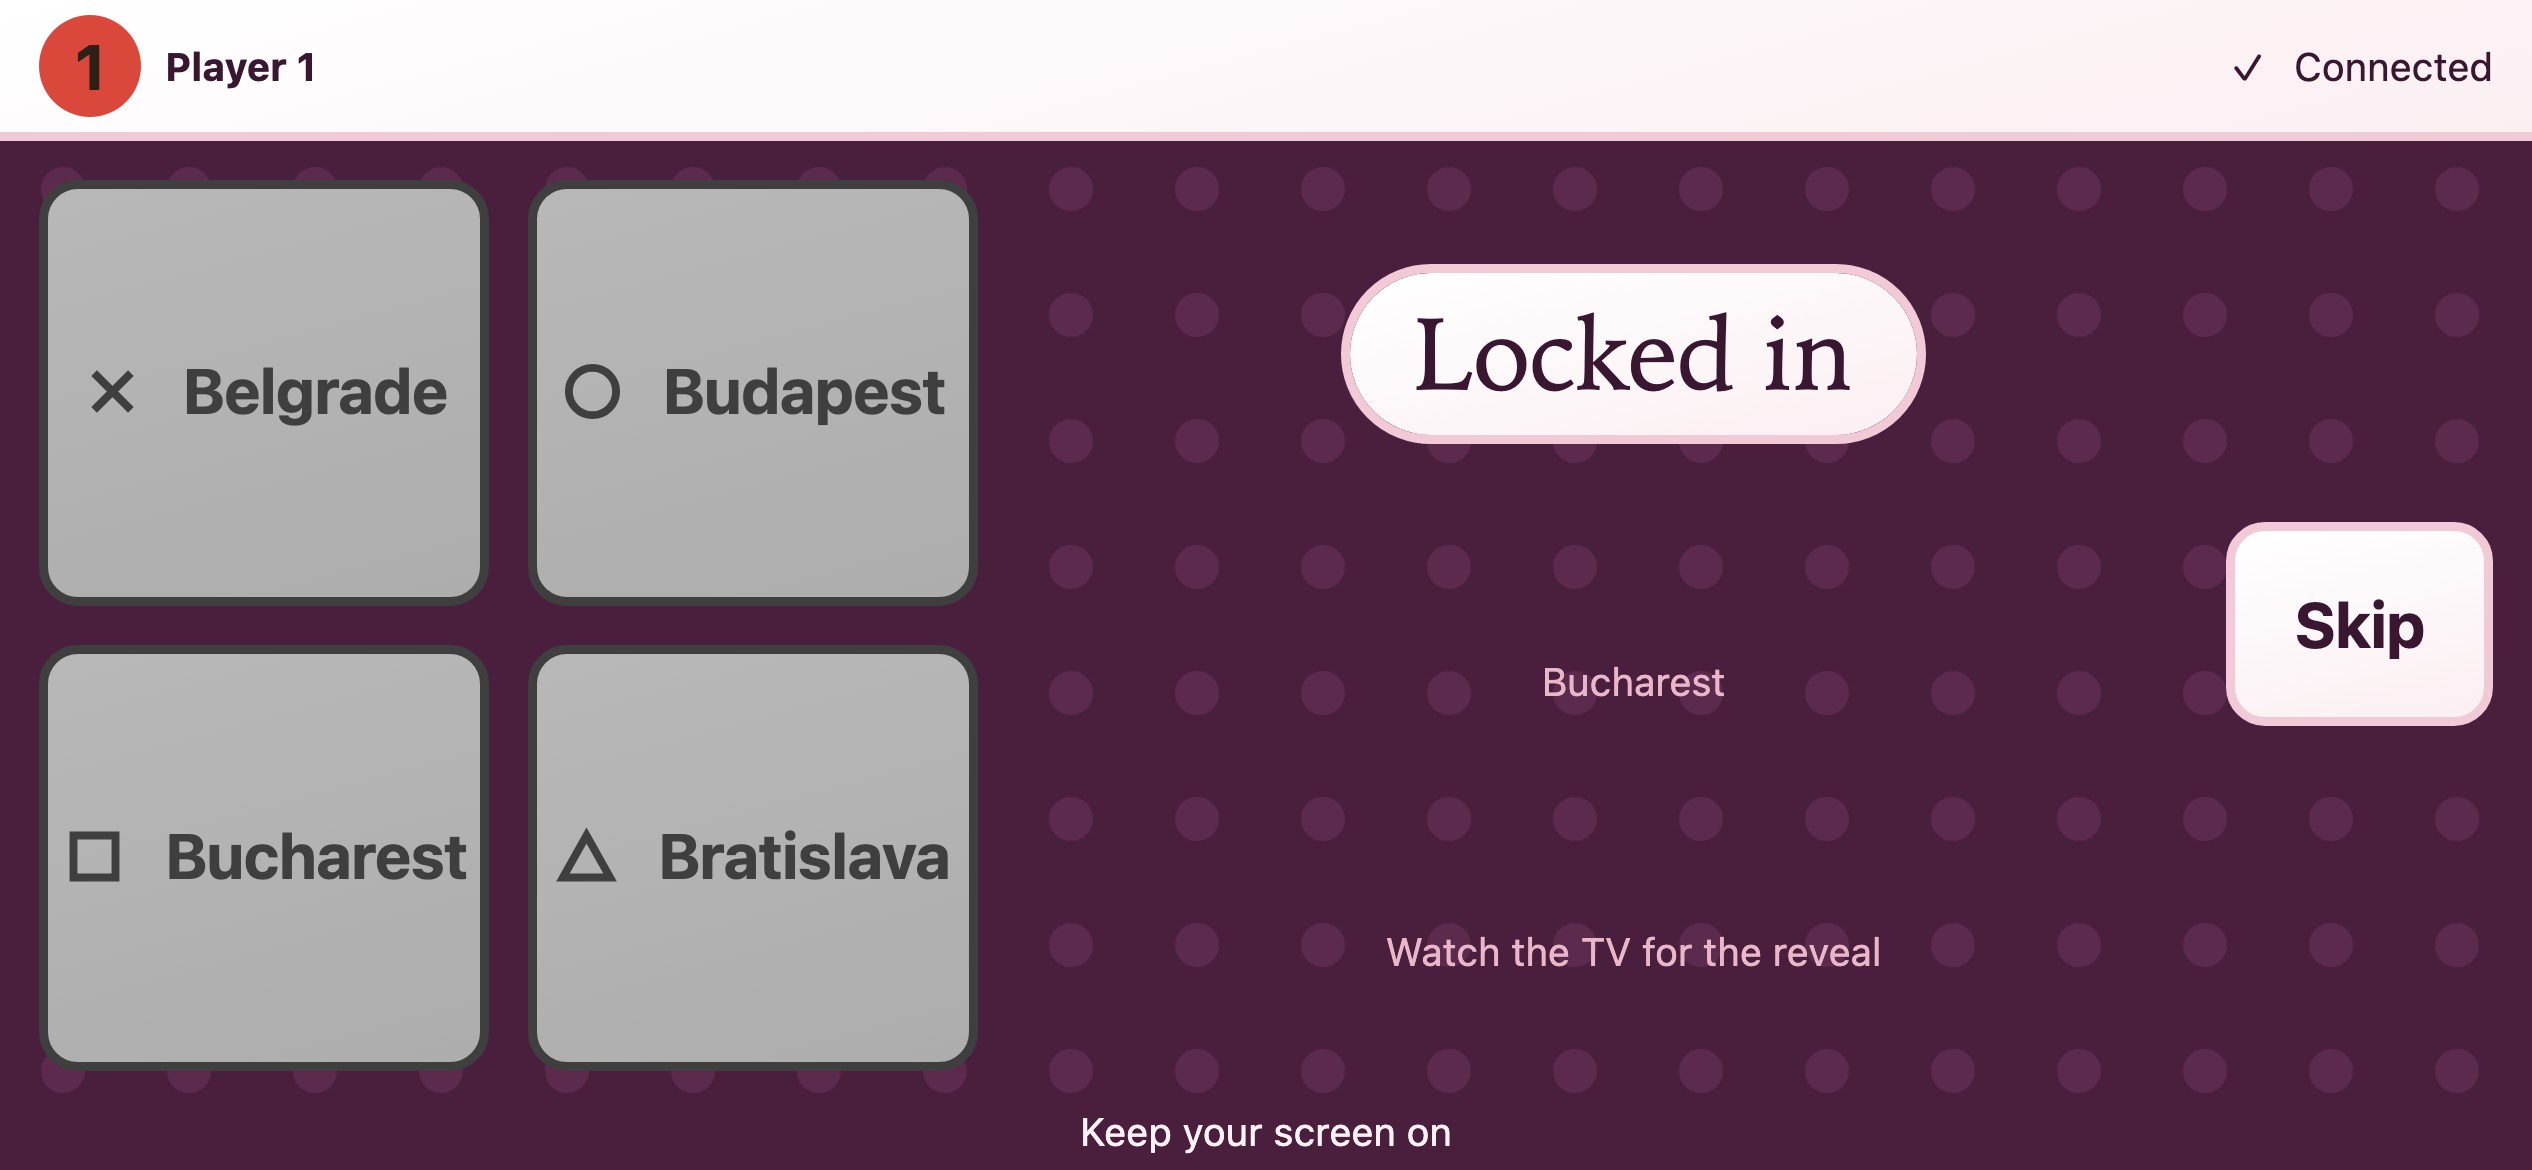 1 Player 1
✓ Connected
Belgrade
Budapest
Bucharest
Bratislava
Locked in
Bucharest
Watch the TV for the reveal
Skip
Keep your screen on